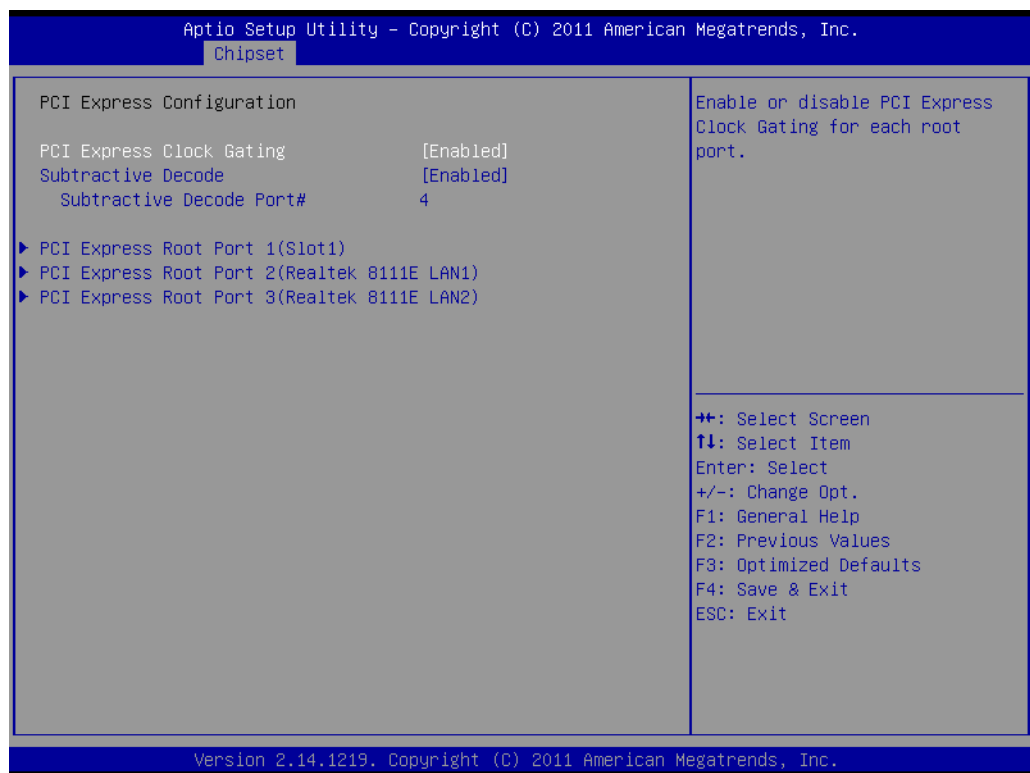 Aptio Setup Utility – Copyright (C) 2011 American Megatrends, Inc.
Chipset
PCI Express Configuration
PCI Express Clock Gating [Enabled]
Subtractive Decode [Enabled]
Subtractive Decode Port# 4
▶ PCI Express Root Port 1(Slot1)
▶ PCI Express Root Port 2(Realtek 8111E LAN1)
▶ PCI Express Root Port 3(Realtek 8111E LAN2)
Enable or disable PCI Express
Clock Gating for each root
port.
→←: Select Screen
↑↓: Select Item
Enter: Select
+/-: Change Opt.
F1: General Help
F2: Previous Values
F3: Optimized Defaults
F4: Save & Exit
ESC: Exit
Version 2.14.1219. Copyright (C) 2011 American Megatrends, Inc.